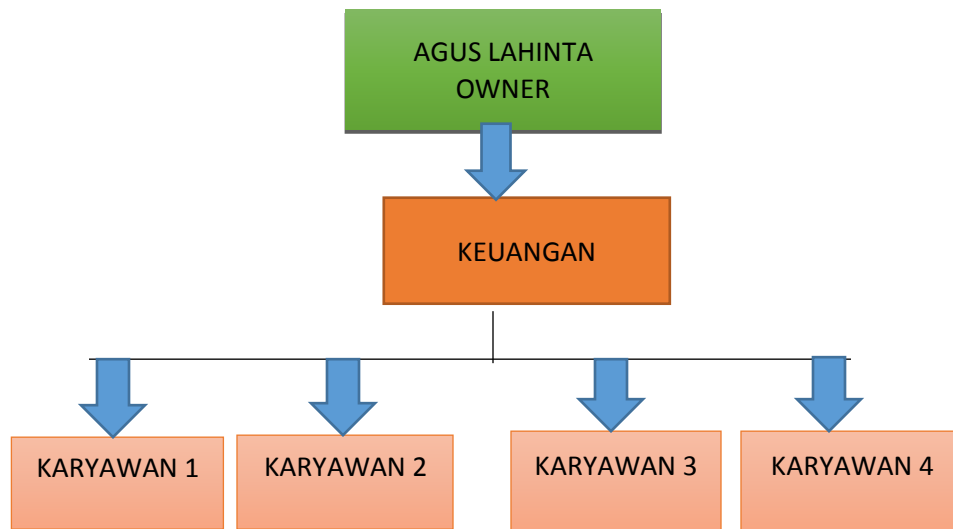 AGUS LAHINTA
OWNER
KEUANGAN
KARYAWAN 1
KARYAWAN 2
KARYAWAN 3
KARYAWAN 4